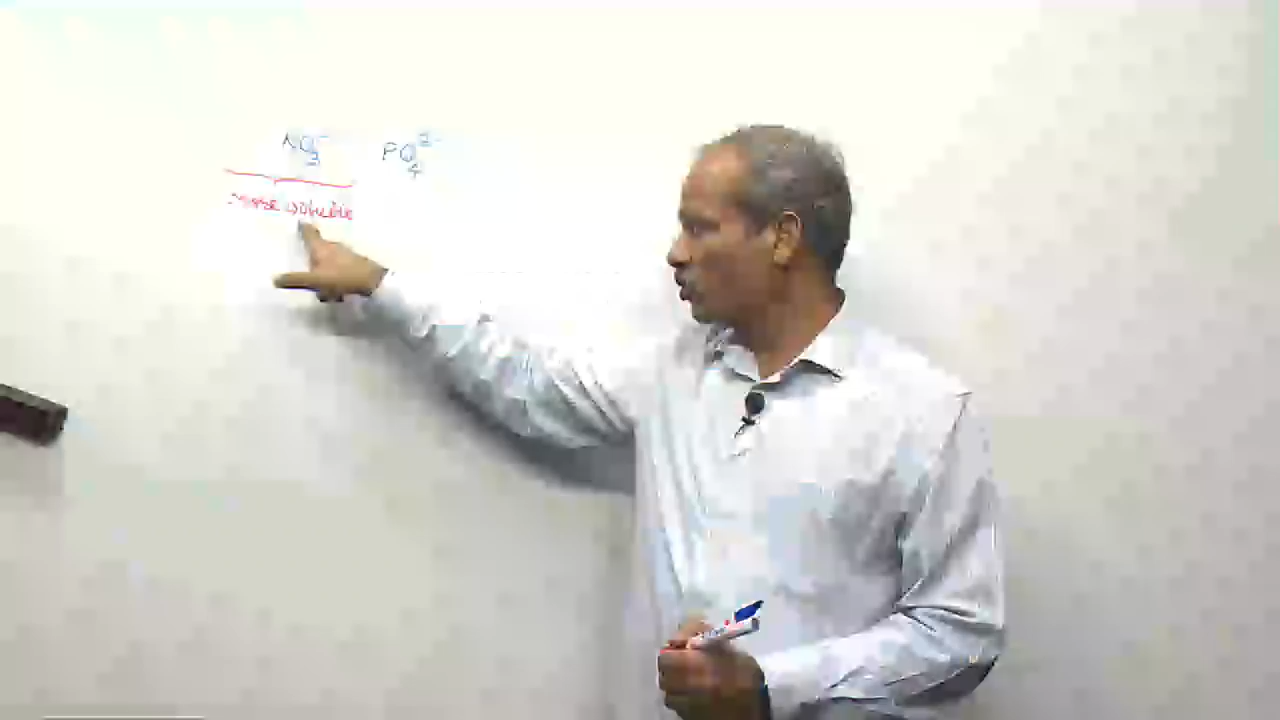 NO₃⁻ PO₄³⁻
more soluble